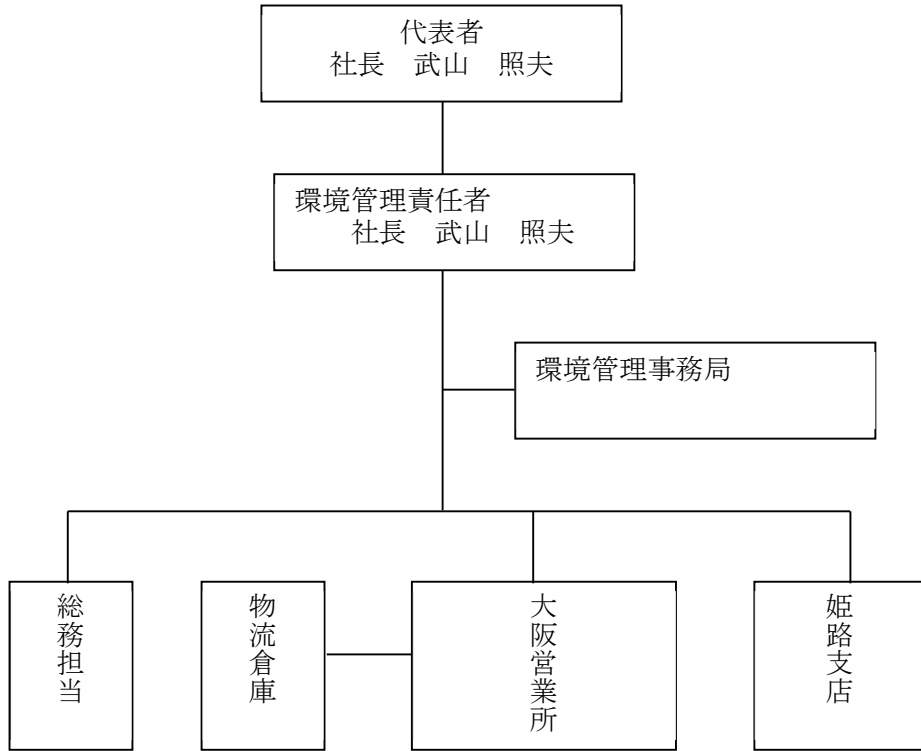 代表者
社長　武山　照夫
環境管理責任者
社長　武山　照夫
環境管理事務局
総務担当
物流倉庫
大阪営業所
姫路支店